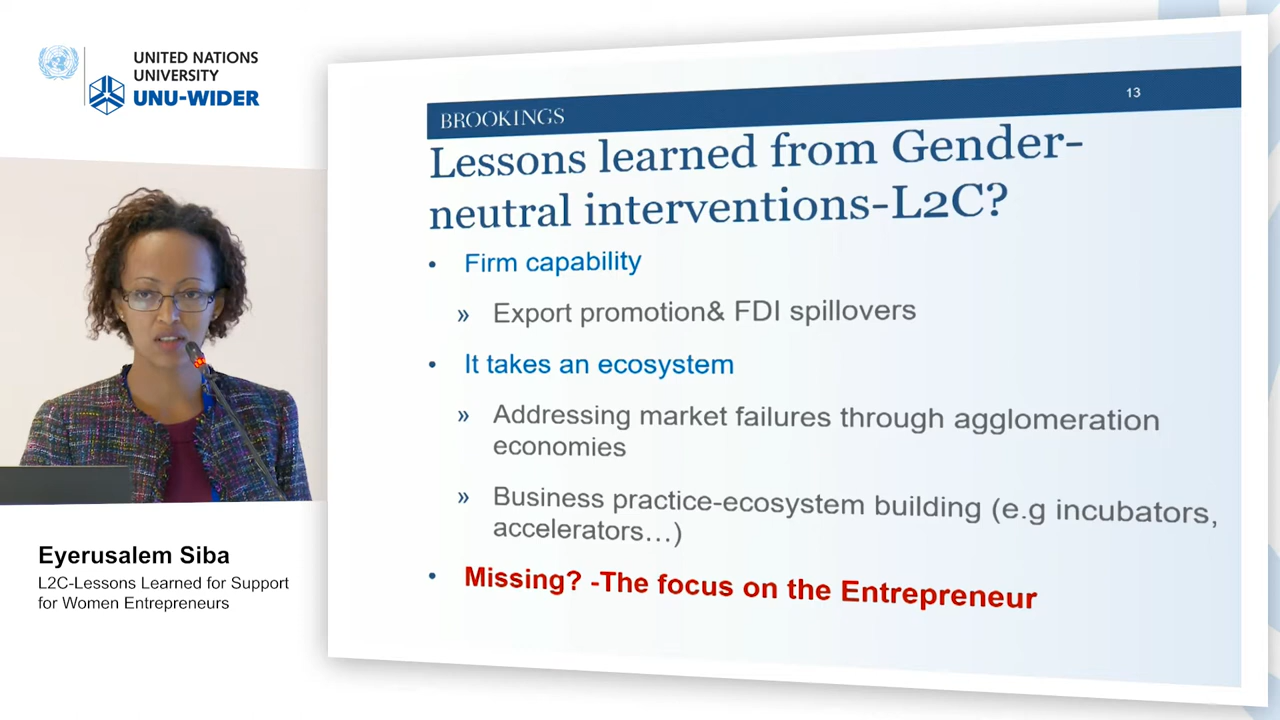 UNITED NATIONS
UNIVERSITY
UNU-WIDER
BROOKINGS
13
Lessons learned from Gender-
neutral interventions-L2C?
• Firm capability
» Export promotion& FDI spillovers
• It takes an ecosystem
» Addressing market failures through agglomeration
economies
» Business practice-ecosystem building (e.g incubators,
accelerators…)
• Missing? -The focus on the Entrepreneur
Eyerusalem Siba
L2C-Lessons Learned for Support
for Women Entrepreneurs